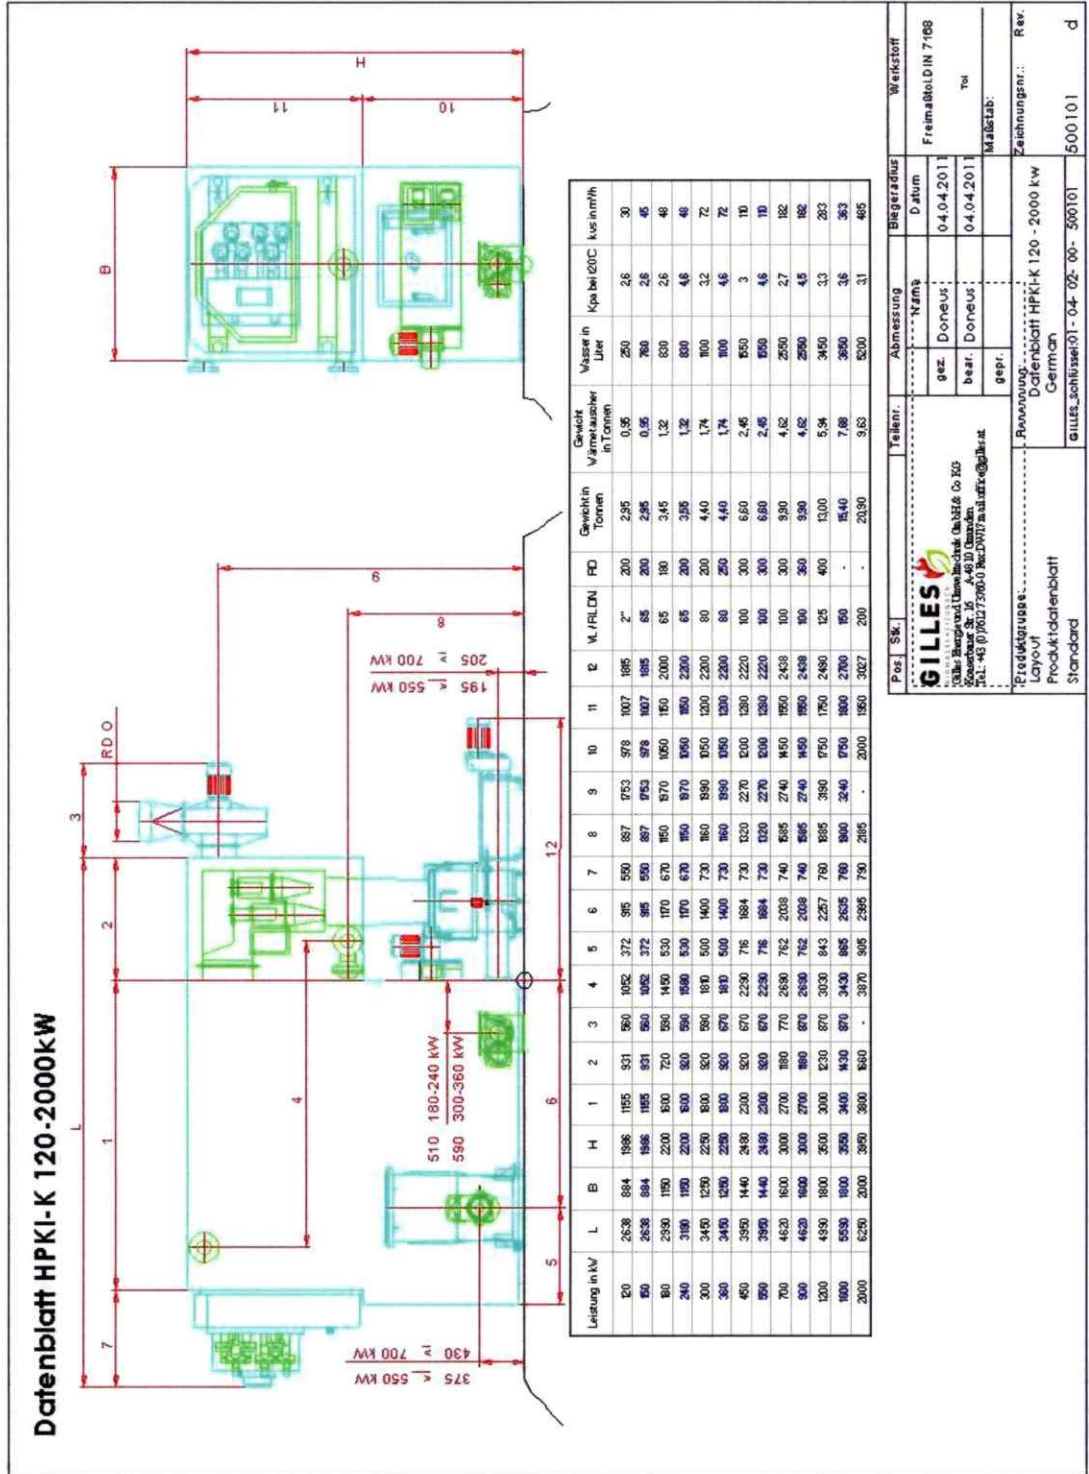 Datenblatt HPKI-K 120-2000kW
L
7
1
2
3
RD O
4
5
6
12
8
9
B
H
11
10
510 180-240 kW
590 300-360 kW
375 ≤ 550 kW
430 ≥ 700 kW
195 ≤ 550 kW
205 ≥ 700 kW
Leistung in kW L B H 1 2 3 4 5 6 7 8 9 10 11 12 VL/RL DN RD Gewicht in Tonnen Gewicht Wärmetauscher in Tonnen Wasser in Liter Kpa bei t20C kvs in m³/h
120 2638 884 1986 1155 931 560 1052 372 915 550 897 1753 978 1007 1885 2" 200 2,95 0,95 250 2,6 30
150 2638 884 1986 1155 931 560 1052 372 915 550 897 1753 978 1007 1885 65 200 2,95 0,95 760 2,6 45
180 2990 1150 2200 1600 720 590 1450 530 1170 670 1150 1970 1050 1150 2000 65 180 3,45 1,32 830 2,6 48
240 3190 1150 2200 1600 920 590 1580 530 1170 670 1150 1970 1050 1150 2200 65 200 3,55 1,32 830 4,6 48
300 3450 1250 2250 1800 920 590 1810 500 1400 730 1160 1990 1050 1200 2200 80 200 4,40 1,74 1100 3,2 72
360 3450 1250 2250 1800 920 670 1810 500 1400 730 1160 1990 1050 1200 2200 80 250 4,40 1,74 1100 4,6 72
450 3950 1440 2480 2300 920 670 2290 716 1684 730 1320 2270 1200 1280 2220 100 300 6,60 2,45 1550 3 110
550 3950 1440 2480 2300 920 670 2290 716 1684 730 1320 2270 1200 1280 2220 100 300 6,60 2,45 1550 4,6 110
700 4620 1600 3000 2700 1180 770 2690 762 2038 740 1585 2740 1450 1550 2438 100 300 9,90 4,62 2550 2,7 182
900 4620 1600 3000 2700 1180 870 2690 762 2038 740 1585 2740 1450 1550 2438 100 360 9,90 4,62 2550 4,5 182
1200 4990 1800 3500 3000 1230 870 3030 843 2257 760 1885 3190 1750 1750 2490 125 400 13,00 5,94 3450 3,3 283
1600 5590 1800 3550 3400 1430 870 3430 865 2635 760 1900 3240 1750 1800 2700 150 - 15,40 7,68 3650 3,6 363
2000 6250 2000 3950 3800 1660 - 3870 905 2995 790 2185 - 2000 1950 3027 200 - 20,90 9,63 5200 3,1 485
Pos. Stk. Teilenr. Abmessung Biegeradius Werkstoff
GILLES
Name Datum
gez. Doneus 04.04.2011
bear. Doneus 04.04.2011
gepr.
Freimaßtol.DIN 7168
Tol
Maßstab:
Produktgruppe:
Layout
Produktdatenblatt
Standard
Benennung:
Datenblatt HPKI-K 120 - 2000 kw
German
GILLES_Schlüssel:01- 04- 02- 00- 500101
Zeichnungsnr.: Rev.
500101 d